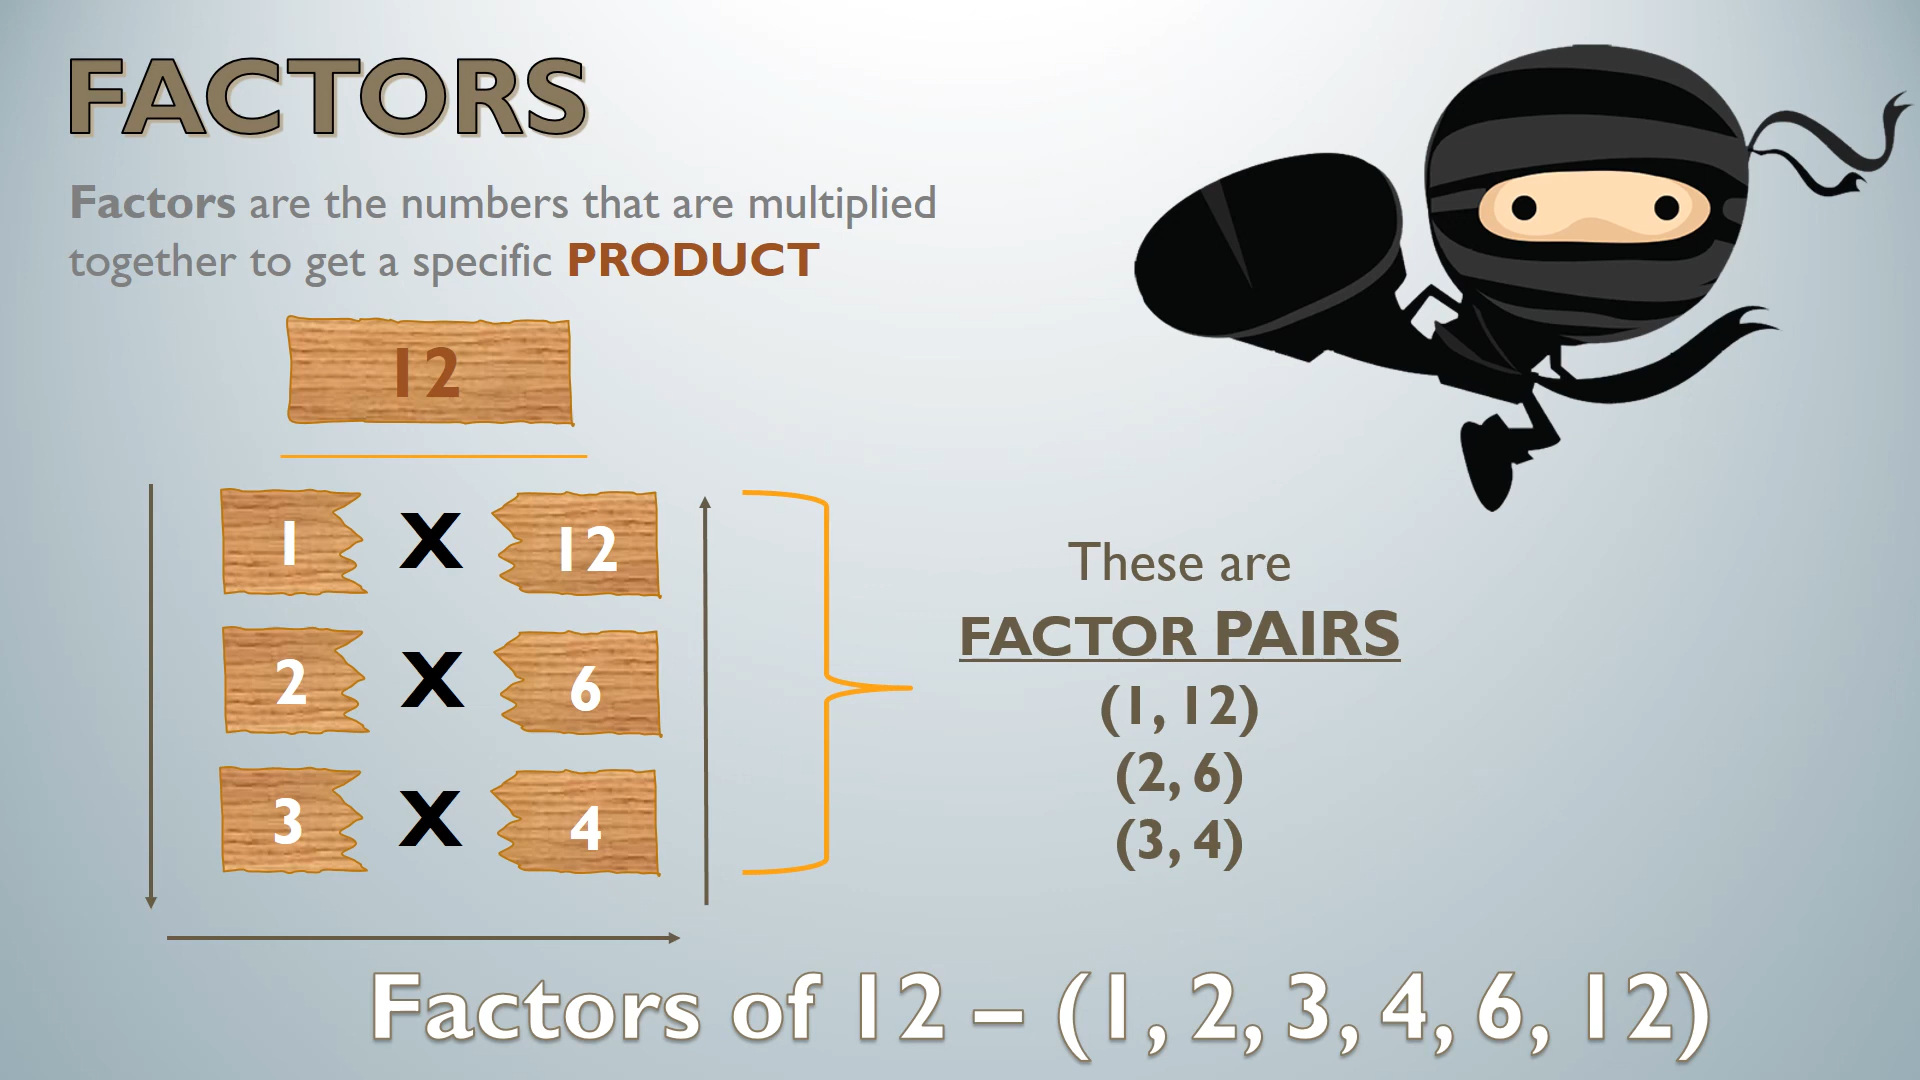 FACTORS
Factors are the numbers that are multiplied
together to get a specific PRODUCT
12
1 X 12
2 X 6
3 X 4
These are
FACTOR PAIRS
(1, 12)
(2, 6)
(3, 4)
Factors of 12 – (1, 2, 3, 4, 6, 12)